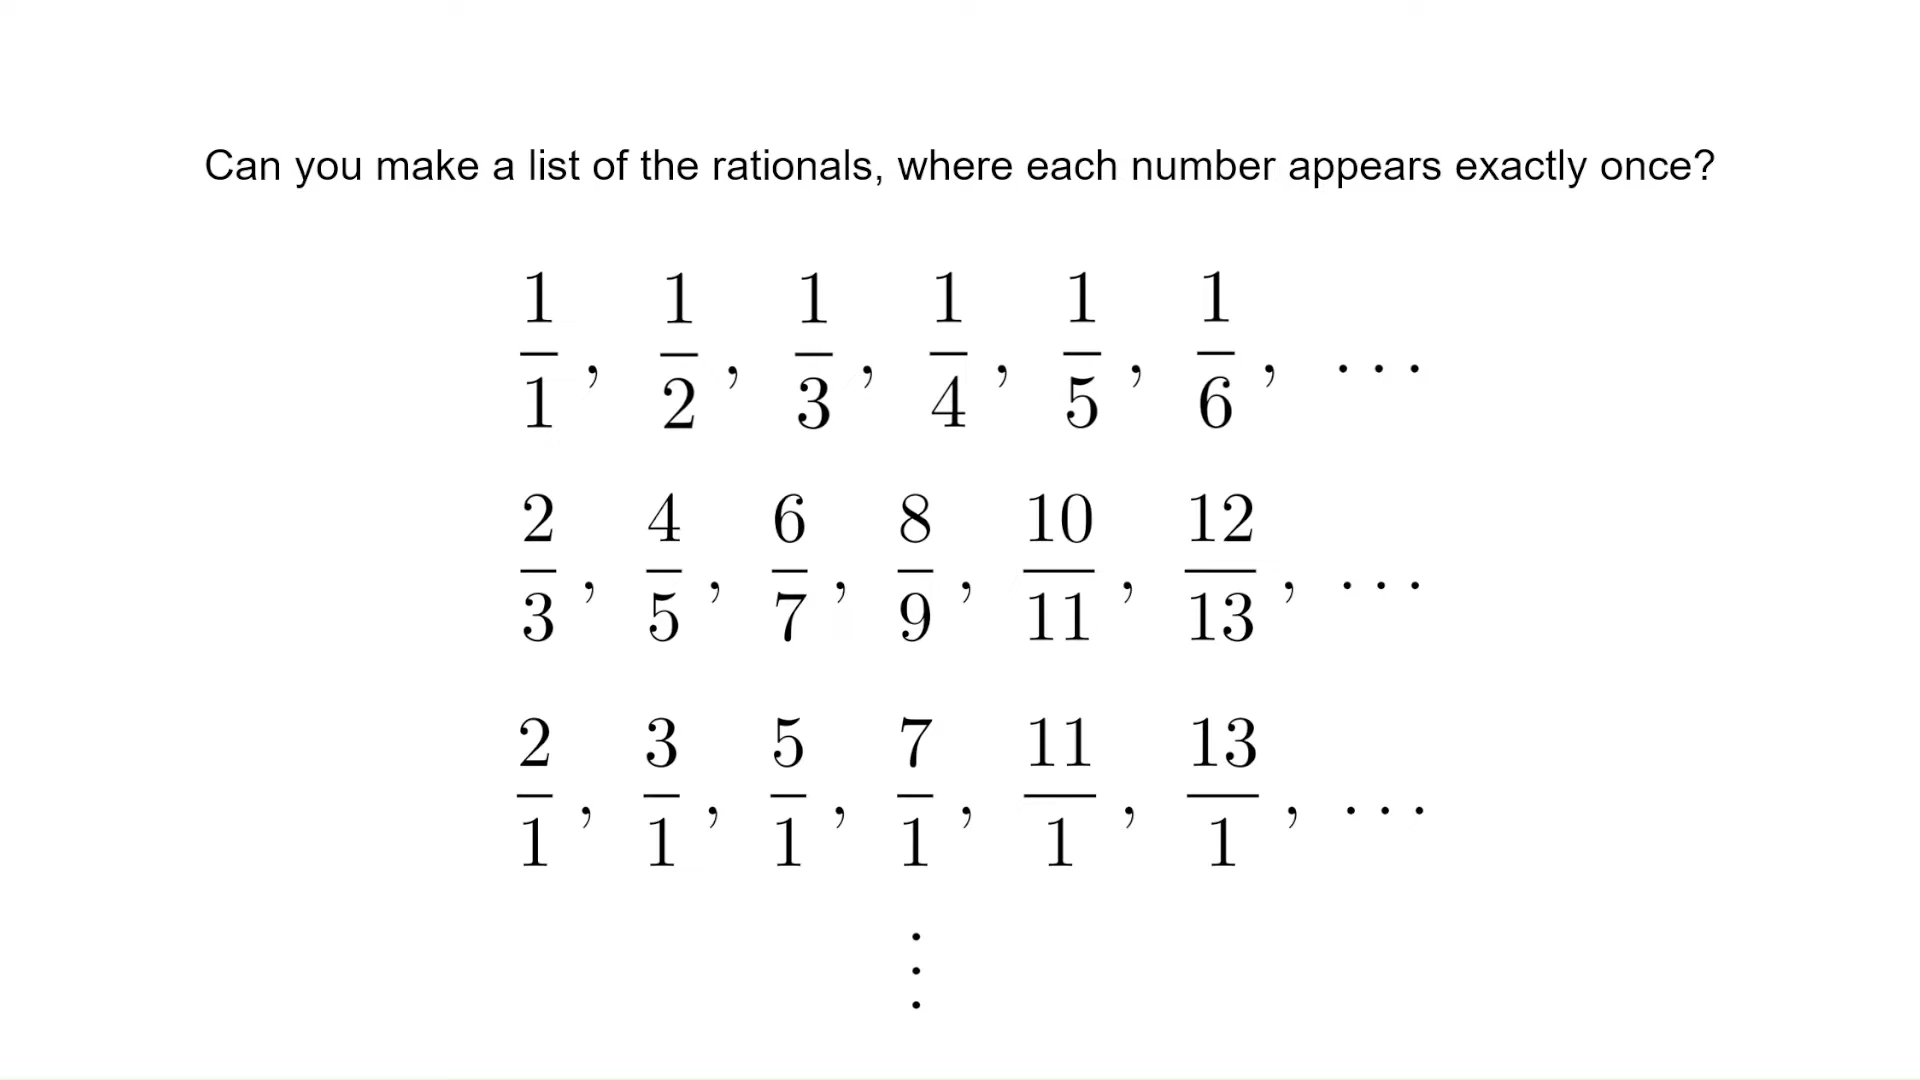 Can you make a list of the rationals, where each number appears exactly once?
1/1, 1/2, 1/3, 1/4, 1/5, 1/6, ...
2/3, 4/5, 6/7, 8/9, 10/11, 12/13, ...
2/1, 3/1, 5/1, 7/1, 11/1, 13/1, ...
⋮